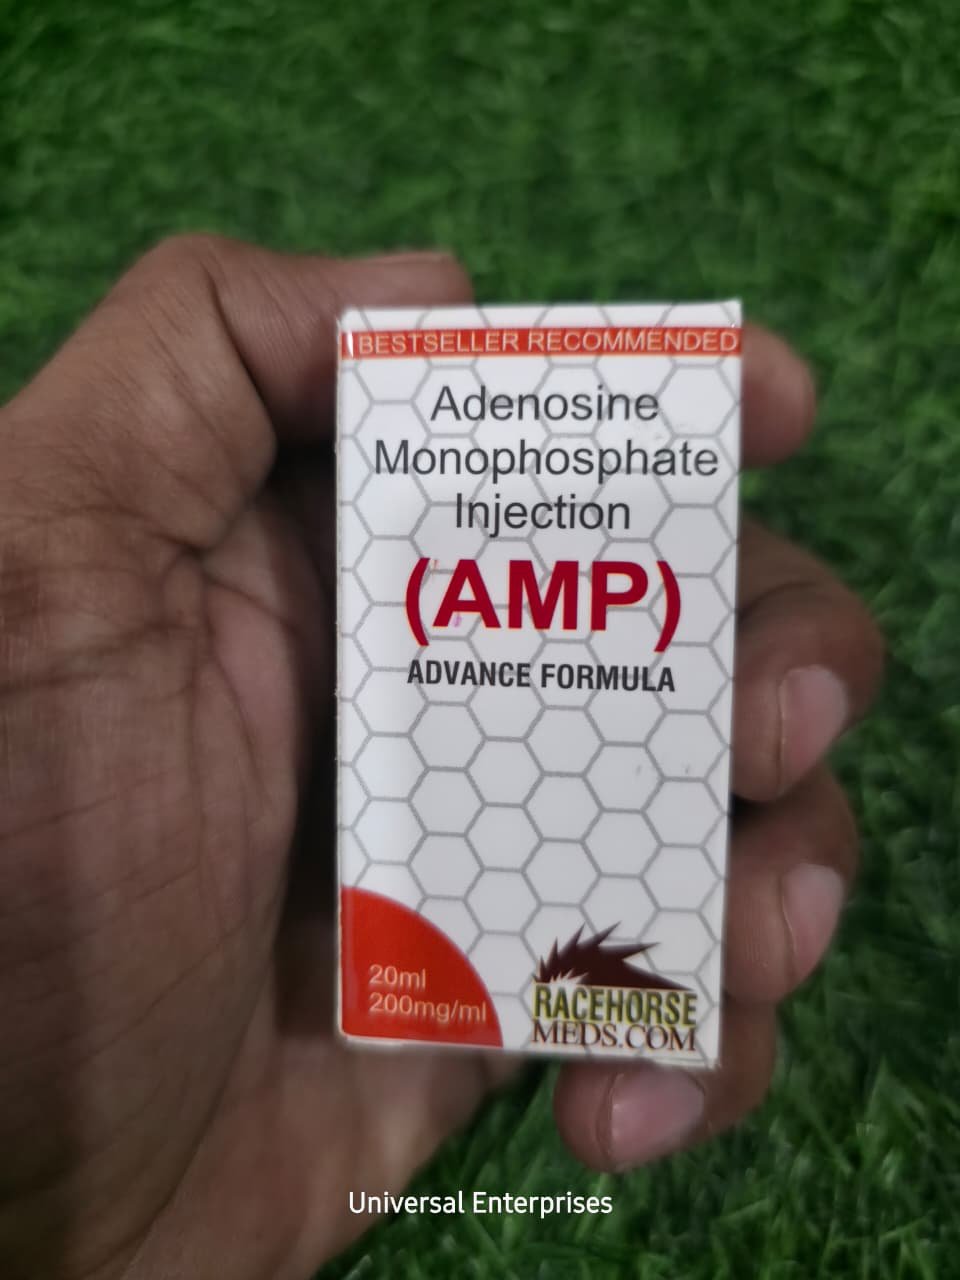 BESTSELLER RECOMMENDED
Adenosine
Monophosphate
Injection
(AMP)
ADVANCE FORMULA
20ml
200mg/ml
RACEHORSE
MEDS.COM
Universal Enterprises